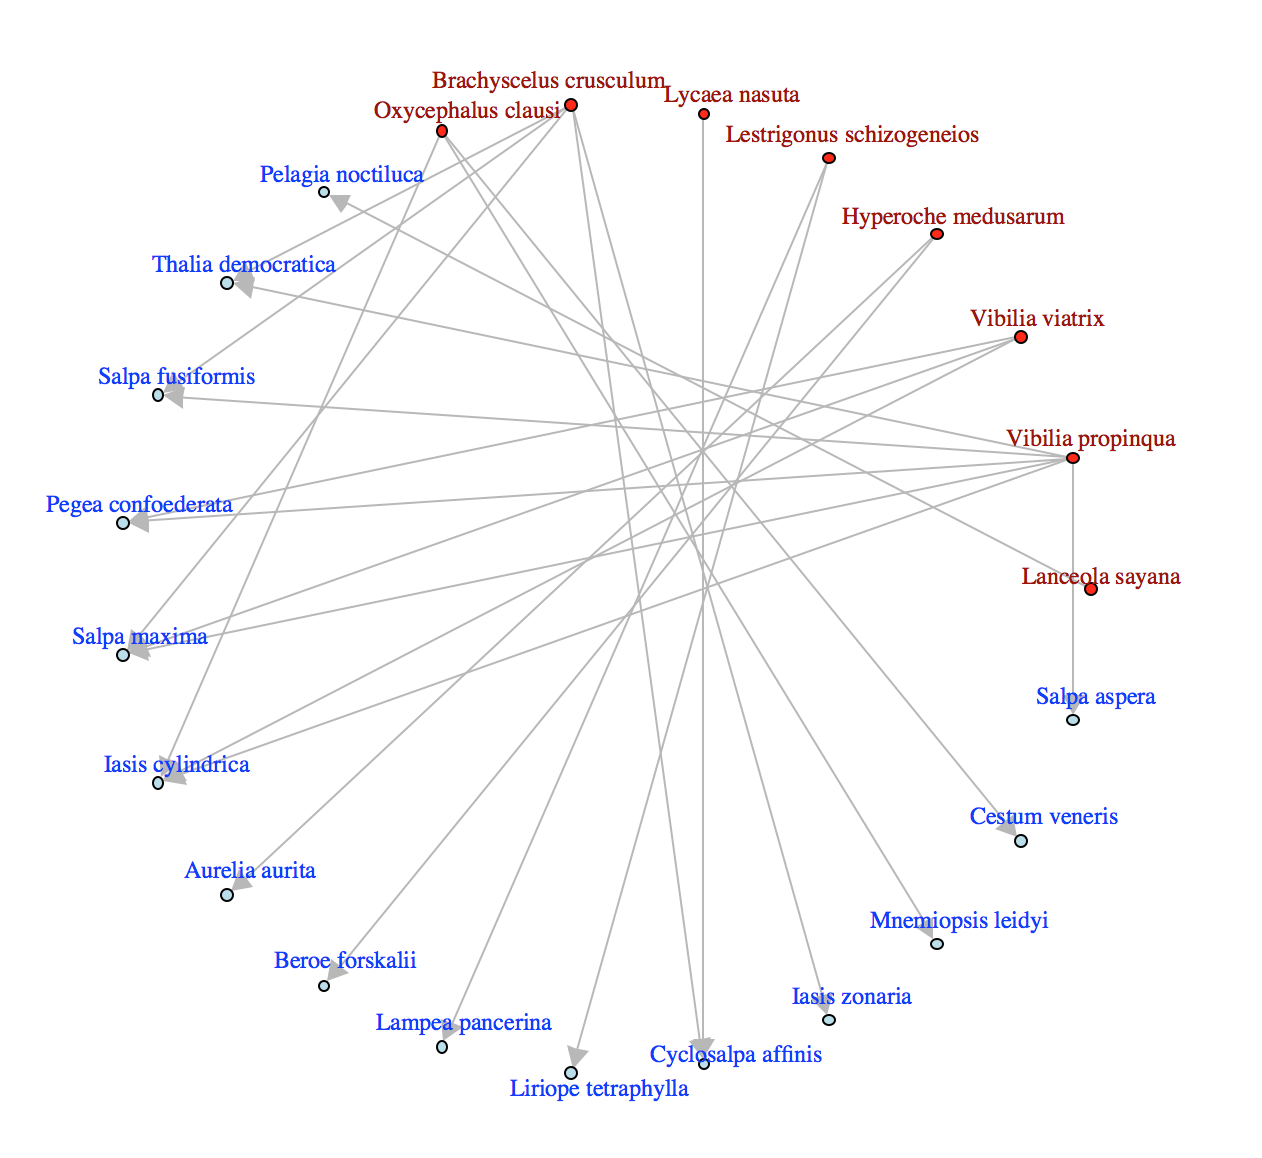 Brachyscelus crusculum
Lycaea nasuta
Oxycephalus clausi
Lestrigonus schizogeneios
Pelagia noctiluca
Hyperoche medusarum
Thalia democratica
Vibilia viatrix
Salpa fusiformis
Vibilia propinqua
Pegea confoederata
Lanceola sayana
Salpa maxima
Salpa aspera
Iasis cylindrica
Cestum veneris
Aurelia aurita
Mnemiopsis leidyi
Beroe forskalii
Iasis zonaria
Lampea pancerina
Cyclosalpa affinis
Liriope tetraphylla